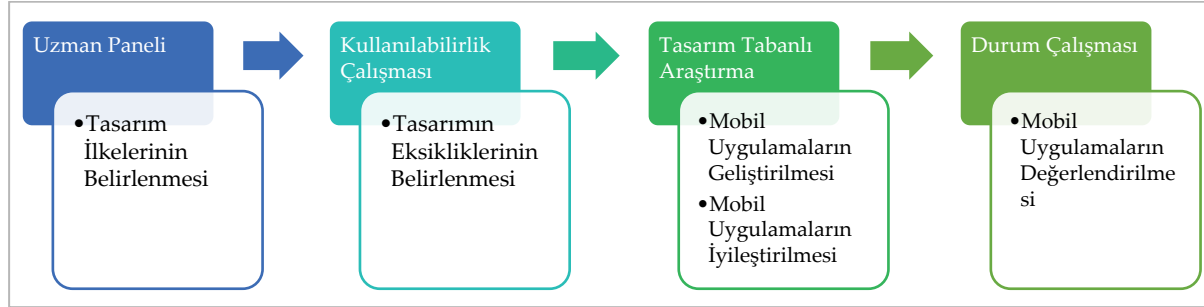 Uzman Paneli
•Tasarım
İlkelerinin
Belirlenmesi
Kullanılabilirlik
Çalışması
•Tasarımın
Eksikliklerinin
Belirlenmesi
Tasarım Tabanlı
Araştırma
•Mobil
Uygulamaların
Geliştirilmesi
•Mobil
Uygulamaların
İyileştirilmesi
Durum Çalışması
•Mobil
Uygulamaların
Değerlendirilme
si